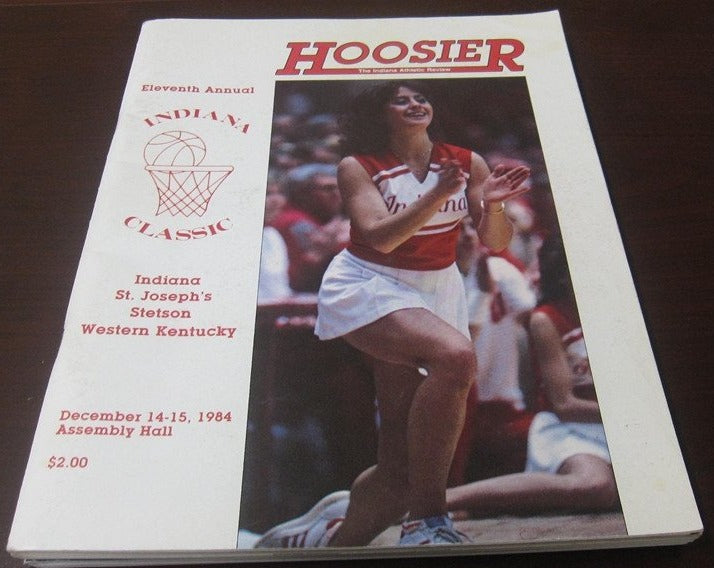 HOOSIER
The Indiana Athletic Review
Eleventh Annual
INDIANA
CLASSIC
Indiana
St. Joseph's
Stetson
Western Kentucky
December 14-15, 1984
Assembly Hall
$2.00
Indiana